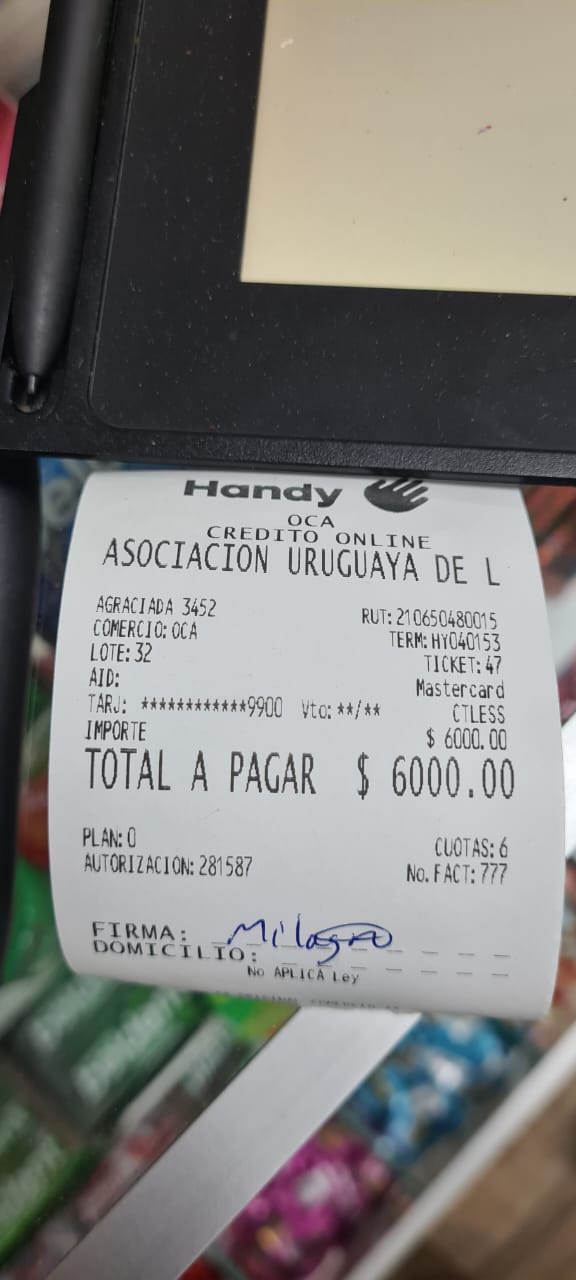 Handy
OCA
CREDITO ONLINE
ASOCIACION URUGUAYA DE L
AGRACIADA 3452 RUT: 210650480015
COMERCIO: OCA TERM: HY040153
LOTE: 32 TICKET: 47
AID: Mastercard
TARJ: ************9900 Vto: **/** CTLESS
IMPORTE $ 6000.00
TOTAL A PAGAR $ 6000.00
PLAN: 0 CUOTAS: 6
AUTORIZACION: 281587 No. FACT: 777
FIRMA: Milagro
DOMICILIO:
No APLICA Ley